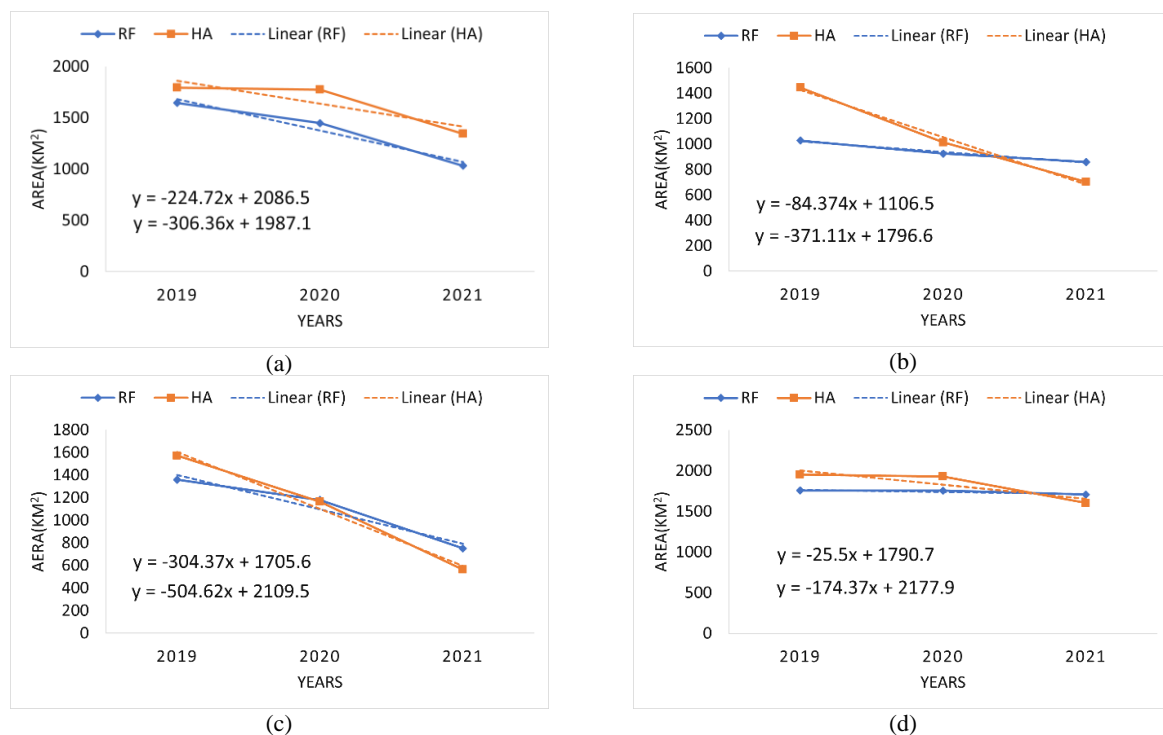 RF HA Linear (RF) Linear (HA)
2000
1500
1000
500
0
AREA(KM²)
y = -224.72x + 2086.5
y = -306.36x + 1987.1
2019 2020 2021
YEARS
(a)
RF HA Linear (RF) Linear (HA)
1600
1400
1200
1000
800
600
400
200
0
AREA(KM²)
y = -84.374x + 1106.5
y = -371.11x + 1796.6
2019 2020 2021
YEARS
(b)
RF HA Linear (RF) Linear (HA)
1800
1600
1400
1200
1000
800
600
400
200
0
AERA(KM²)
y = -304.37x + 1705.6
y = -504.62x + 2109.5
2019 2020 2021
YEARS
(c)
RF HA Linear (RF) Linear (HA)
2500
2000
1500
1000
500
0
AREA(KM²)
y = -25.5x + 1790.7
y = -174.37x + 2177.9
2019 2020 2021
YEARS
(d)